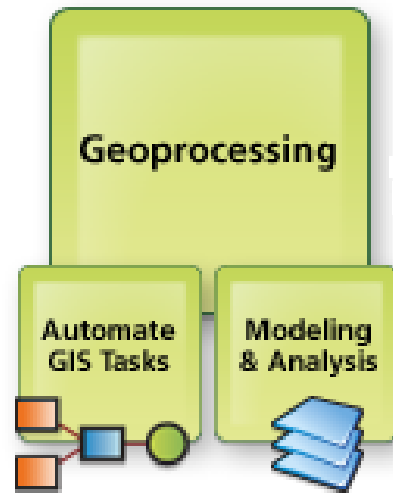 Geoprocessing
Automate
GIS Tasks
Modeling
& Analysis